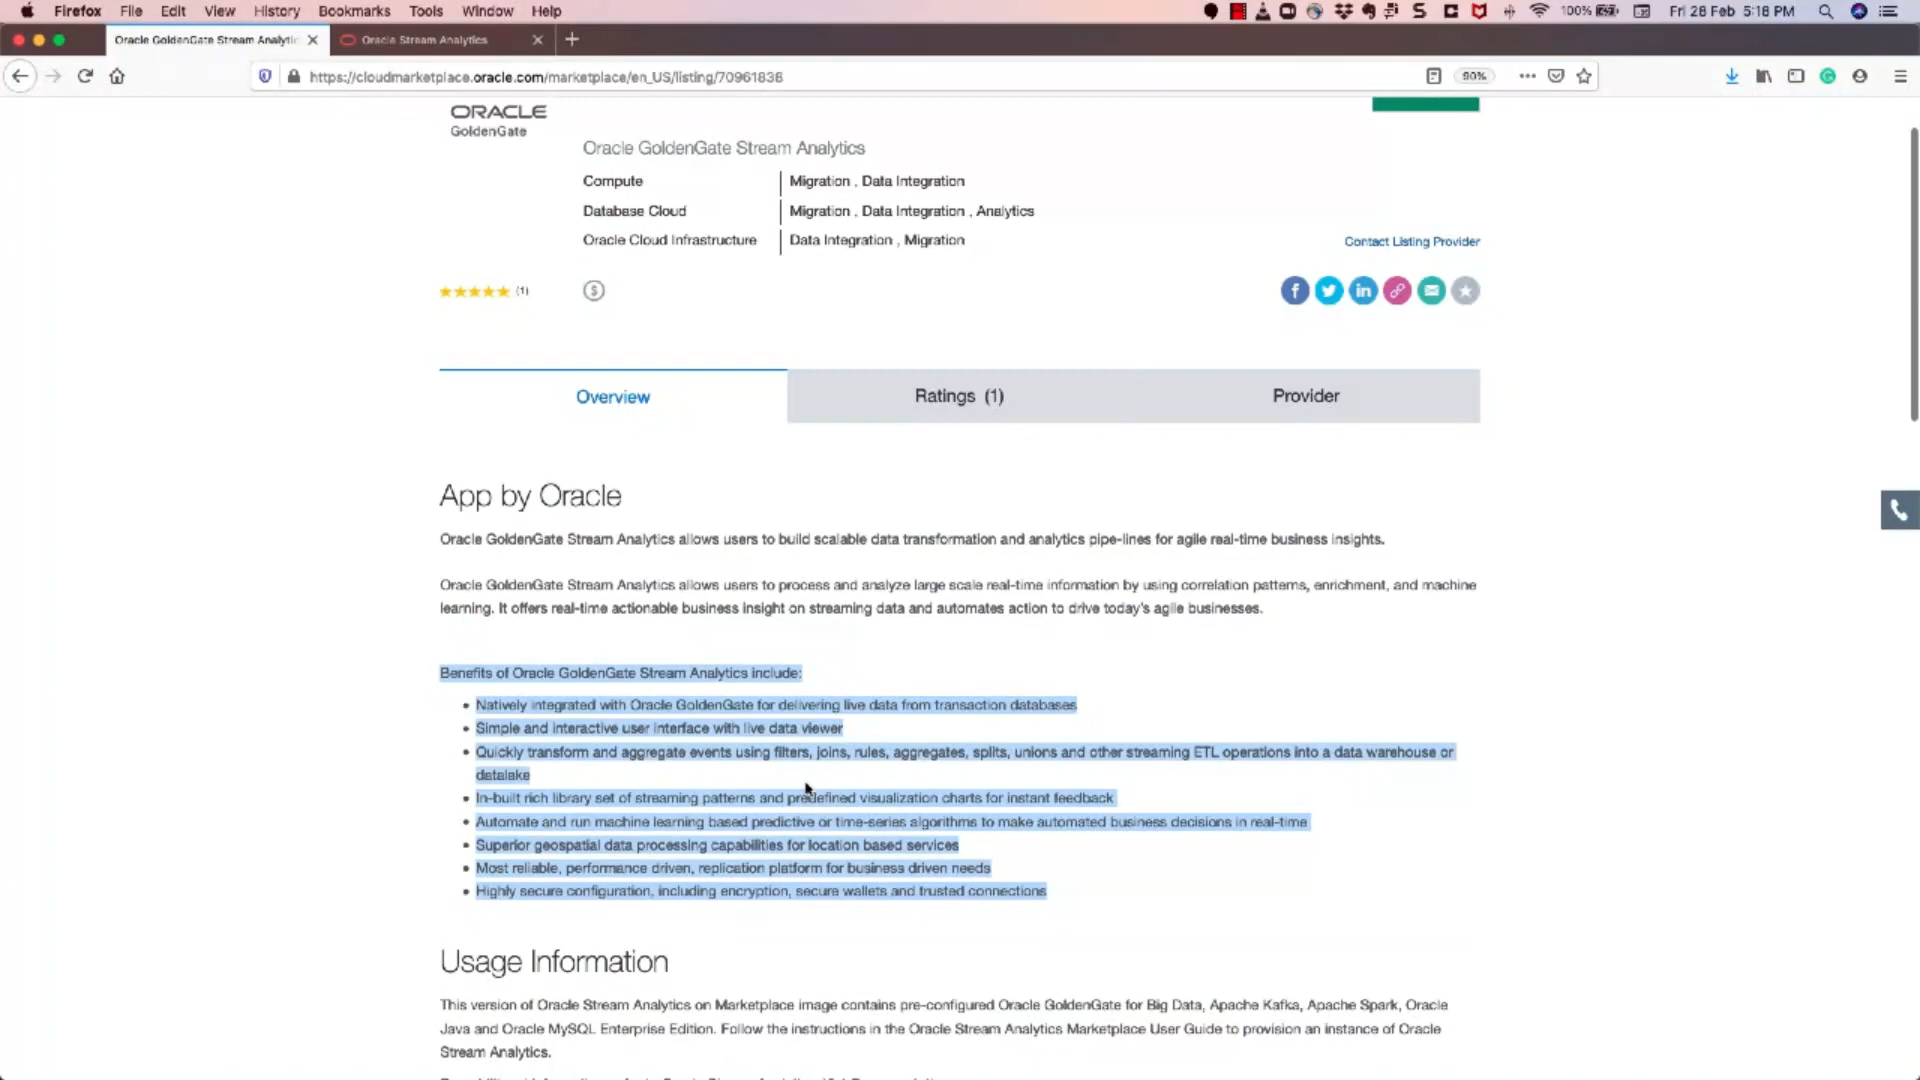 Firefox File Edit View History Bookmarks Tools Window Help 100% Fri 28 Feb 5:18 PM
Oracle GoldenGate Stream Analytic Oracle Stream Analytics
https://cloudmarketplace.oracle.com/marketplace/en_US/listing/70961838 90%
ORACLE
GoldenGate
Oracle GoldenGate Stream Analytics
Compute Migration , Data Integration
Database Cloud Migration , Data Integration , Analytics
Oracle Cloud Infrastructure Data Integration , Migration
Contact Listing Provider
(1)
Overview Ratings (1) Provider
App by Oracle
Oracle GoldenGate Stream Analytics allows users to build scalable data transformation and analytics pipe-lines for agile real-time business insights.
Oracle GoldenGate Stream Analytics allows users to process and analyze large scale real-time information by using correlation patterns, enrichment, and machine
learning. It offers real-time actionable business insight on streaming data and automates action to drive today's agile businesses.
Benefits of Oracle GoldenGate Stream Analytics include:
• Natively integrated with Oracle GoldenGate for delivering live data from transaction databases
• Simple and interactive user interface with live data viewer
• Quickly transform and aggregate events using filters, joins, rules, aggregates, splits, unions and other streaming ETL operations into a data warehouse or
datalake
• In-built rich library set of streaming patterns and predefined visualization charts for instant feedback
• Automate and run machine learning based predictive or time-series algorithms to make automated business decisions in real-time
• Superior geospatial data processing capabilities for location based services
• Most reliable, performance driven, replication platform for business driven needs
• Highly secure configuration, including encryption, secure wallets and trusted connections
Usage Information
This version of Oracle Stream Analytics on Marketplace image contains pre-configured Oracle GoldenGate for Big Data, Apache Kafka, Apache Spark, Oracle
Java and Oracle MySQL Enterprise Edition. Follow the instructions in the Oracle Stream Analytics Marketplace User Guide to provision an instance of Oracle
Stream Analytics.